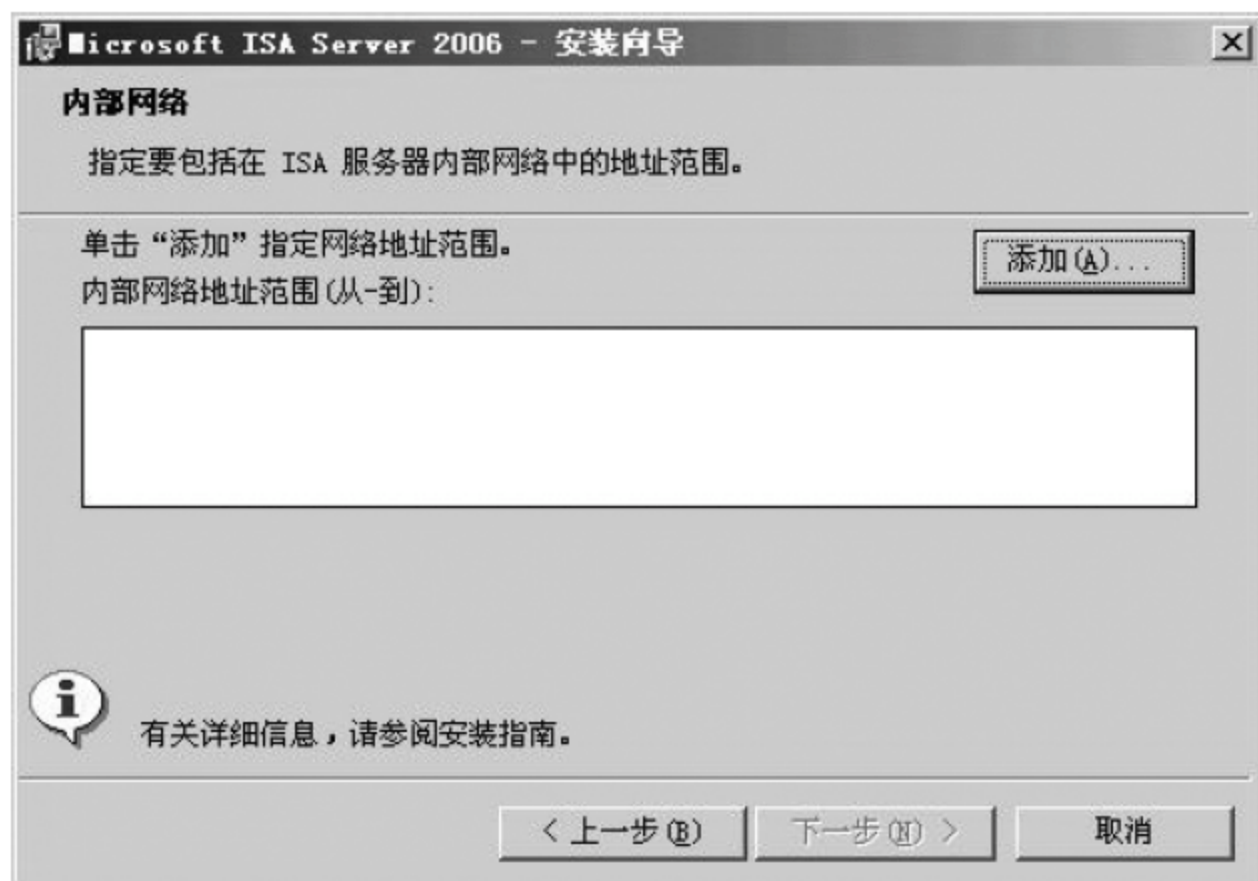 Microsoft ISA Server 2006 - 安装向导
内部网络
指定要包括在 ISA 服务器内部网络中的地址范围。
单击“添加”指定网络地址范围。
添加(A)...
内部网络地址范围(从-到):
有关详细信息，请参阅安装指南。
< 上一步(B)
下一步(N) >
取消